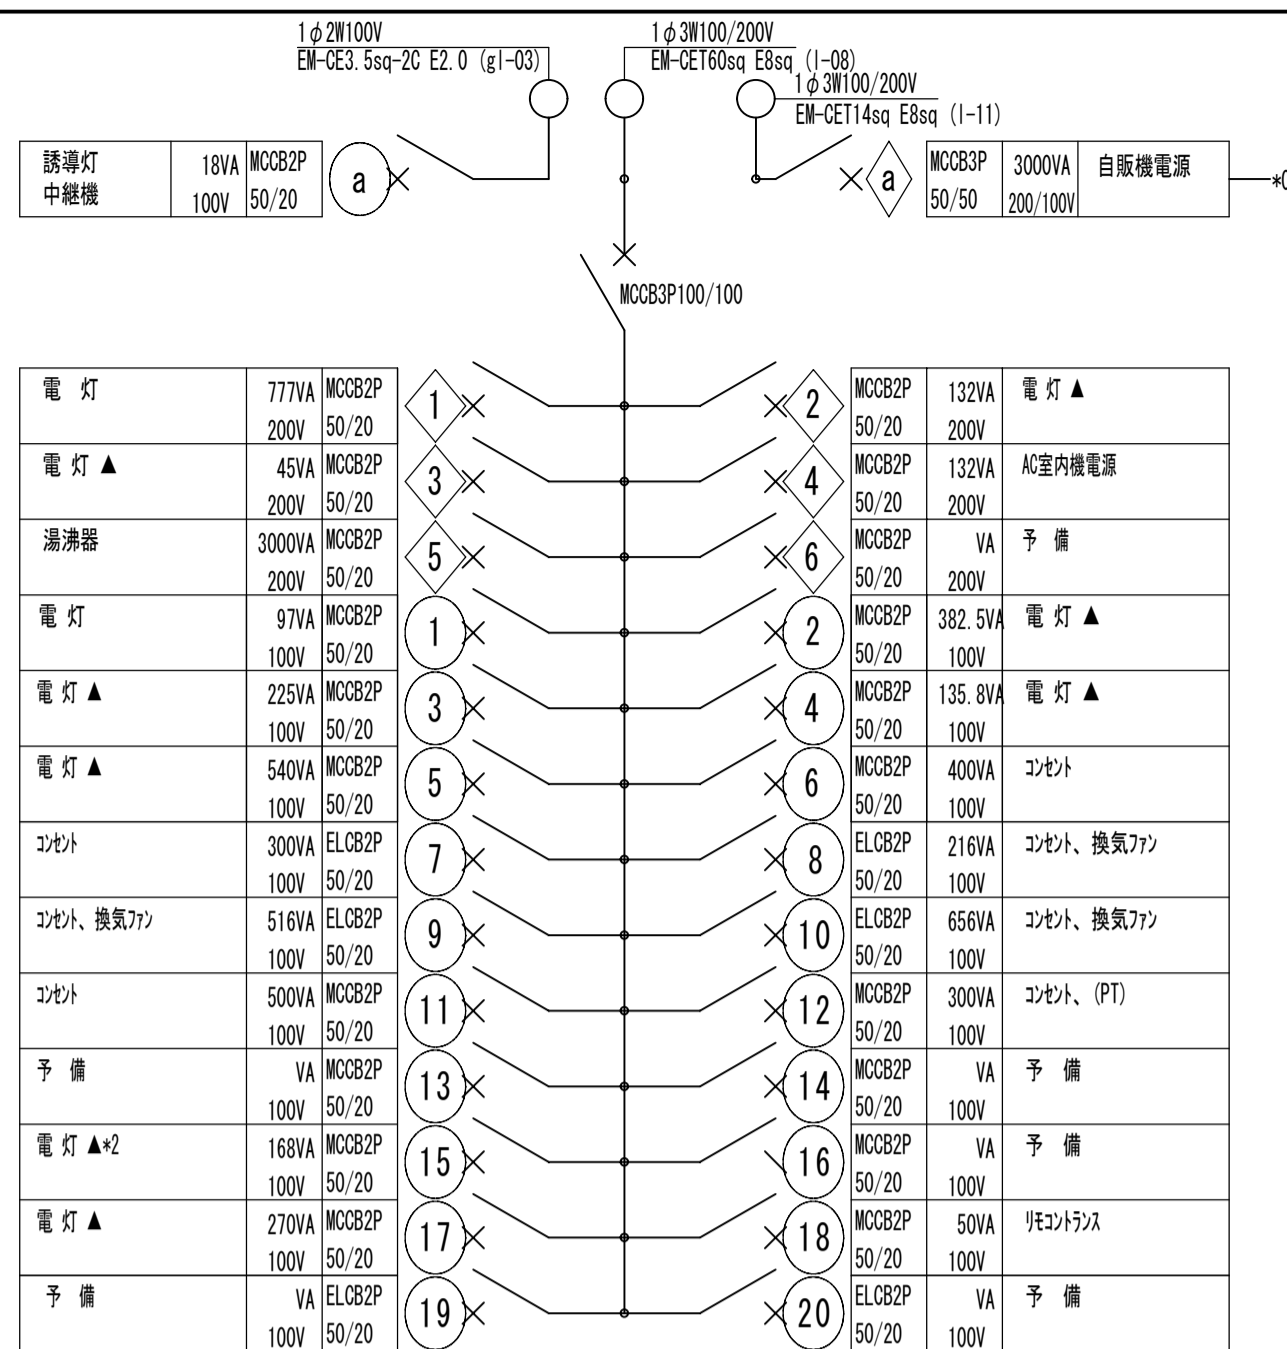 1φ2W100V
EM-CE3.5sq-2C E2.0 (gl-03)
1φ3W100/200V
EM-CET60sq E8sq (l-08)
1φ3W100/200V
EM-CET14sq E8sq (l-11)
誘導灯 18VA MCCB2P
中継機 100V 50/20
a
a
MCCB3P 3000VA 自販機電源
50/50 200/100V
MCCB3P100/100
電 灯 777VA MCCB2P 1 2 MCCB2P 132VA 電 灯 ▲
200V 50/20 50/20 200V
電 灯 ▲ 45VA MCCB2P 3 4 MCCB2P 132VA AC室内機電源
200V 50/20 50/20 200V
湯沸器 3000VA MCCB2P 5 6 MCCB2P VA 予 備
200V 50/20 50/20 200V
電 灯 97VA MCCB2P 1 2 MCCB2P 382.5VA 電 灯 ▲
100V 50/20 50/20 100V
電 灯 ▲ 225VA MCCB2P 3 4 MCCB2P 135.8VA 電 灯 ▲
100V 50/20 50/20 100V
電 灯 ▲ 540VA MCCB2P 5 6 MCCB2P 400VA コンセント
100V 50/20 50/20 100V
コンセント 300VA ELCB2P 7 8 ELCB2P 216VA コンセント、換気ファン
100V 50/20 50/20 100V
コンセント、換気ファン 516VA ELCB2P 9 10 ELCB2P 656VA コンセント、換気ファン
100V 50/20 50/20 100V
コンセント 500VA MCCB2P 11 12 MCCB2P 300VA コンセント、(PT)
100V 50/20 50/20 100V
予 備 VA MCCB2P 13 14 MCCB2P VA 予 備
100V 50/20 50/20 100V
電 灯 ▲*2 168VA MCCB2P 15 16 MCCB2P VA 予 備
100V 50/20 50/20 100V
電 灯 ▲ 270VA MCCB2P 17 18 MCCB2P 50VA リモコントランス
100V 50/20 50/20 100V
予 備 VA ELCB2P 19 20 ELCB2P VA 予 備
100V 50/20 50/20 100V